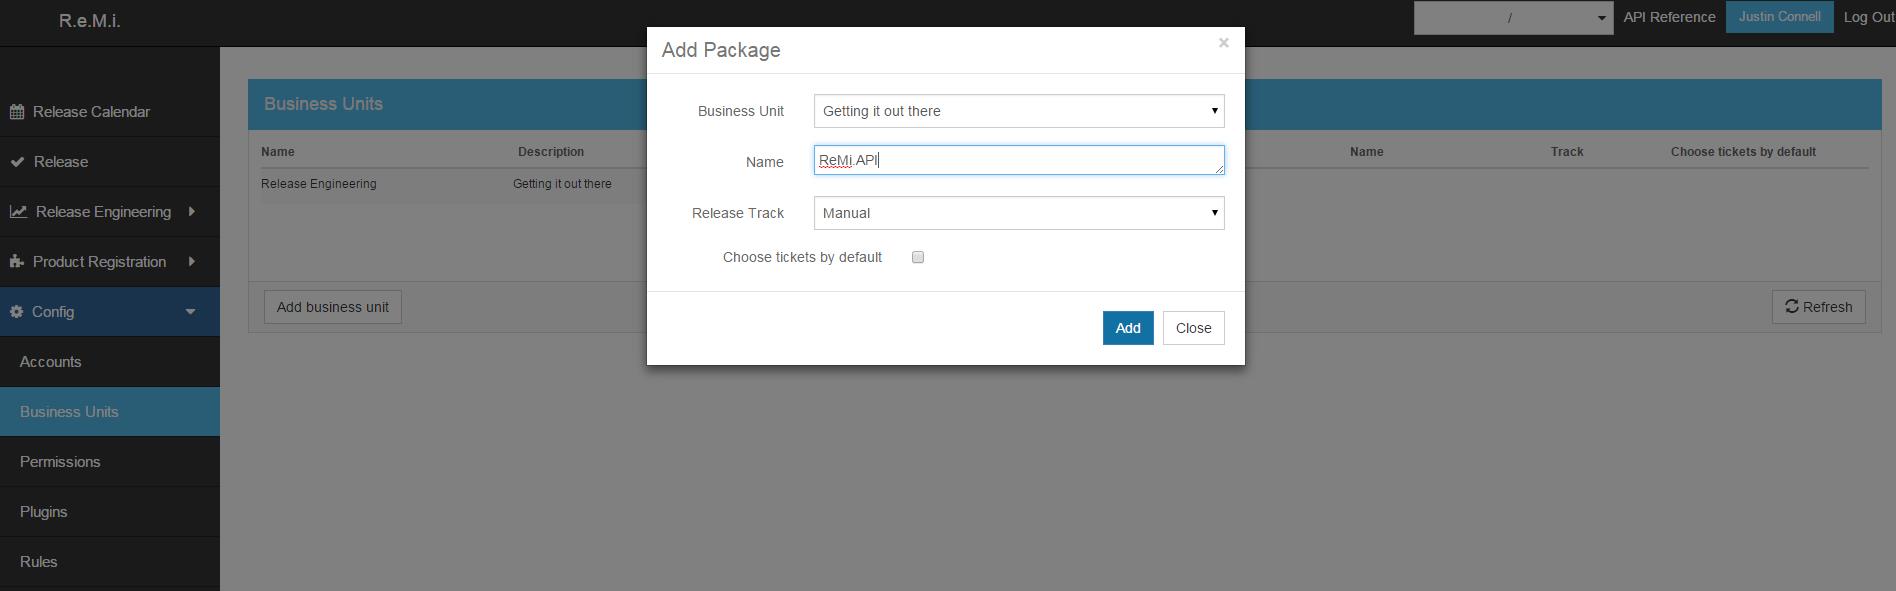 R.e.M.i.
/
API Reference
Justin Connell
Log Out
Add Package
×
Release Calendar
Release
Release Engineering
Product Registration
Config
Accounts
Business Units
Permissions
Plugins
Rules
Business Units
Name Description
Release Engineering Getting it out there
Name Track Choose tickets by default
Add business unit
Refresh
Business Unit Getting it out there
Name ReMi.API
Release Track Manual
Choose tickets by default
Add Close